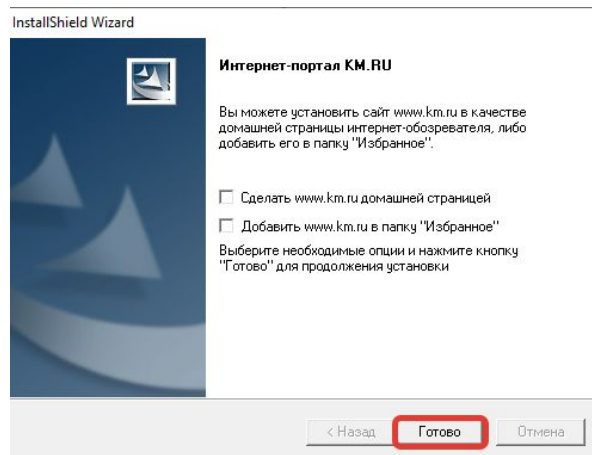 InstallShield Wizard
Интернет-портал KM.RU
Вы можете установить сайт www.km.ru в качестве
домашней страницы интернет-обозревателя, либо
добавить его в папку "Избранное".
Сделать www.km.ru домашней страницей
Добавить www.km.ru в папку "Избранное"
Выберите необходимые опции и нажмите кнопку
"Готово" для продолжения установки
< Назад
Готово
Отмена